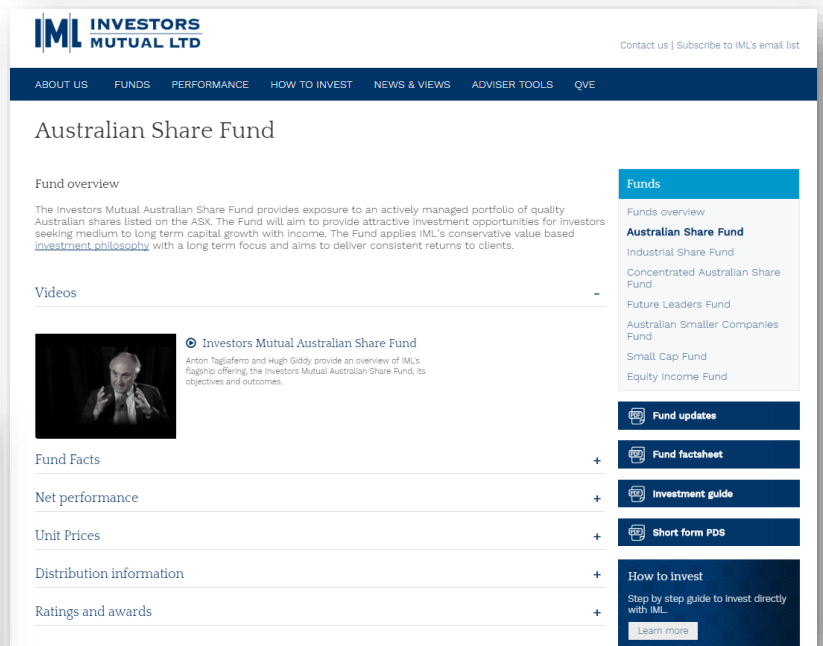 IML INVESTORS
MUTUAL LTD
Contact us | Subscribe to IML's email list
ABOUT US FUNDS PERFORMANCE HOW TO INVEST NEWS & VIEWS ADVISER TOOLS QVE
Australian Share Fund
Fund overview
The Investors Mutual Australian Share Fund provides exposure to an actively managed portfolio of quality
Australian shares listed on the ASX. The Fund will aim to provide attractive investment opportunities for investors
seeking medium to long term capital growth with income. The Fund applies IML's conservative value based
investment philosophy with a long term focus and aims to deliver consistent returns to clients.
Videos -
Investors Mutual Australian Share Fund
Anton Tagliaferro and Hugh Giddy provide an overview of IML's
flagship offering, the Investors Mutual Australian Share Fund, its
objectives and outcomes.
Fund Facts +
Net performance +
Unit Prices +
Distribution information +
Ratings and awards +
Funds
Funds overview
Australian Share Fund
Industrial Share Fund
Concentrated Australian Share
Fund
Future Leaders Fund
Australian Smaller Companies
Fund
Small Cap Fund
Equity Income Fund
PDF Fund updates
PDF Fund factsheet
PDF Investment guide
PDF Short form PDS
How to invest
Step by step guide to invest directly
with IML.
Learn more